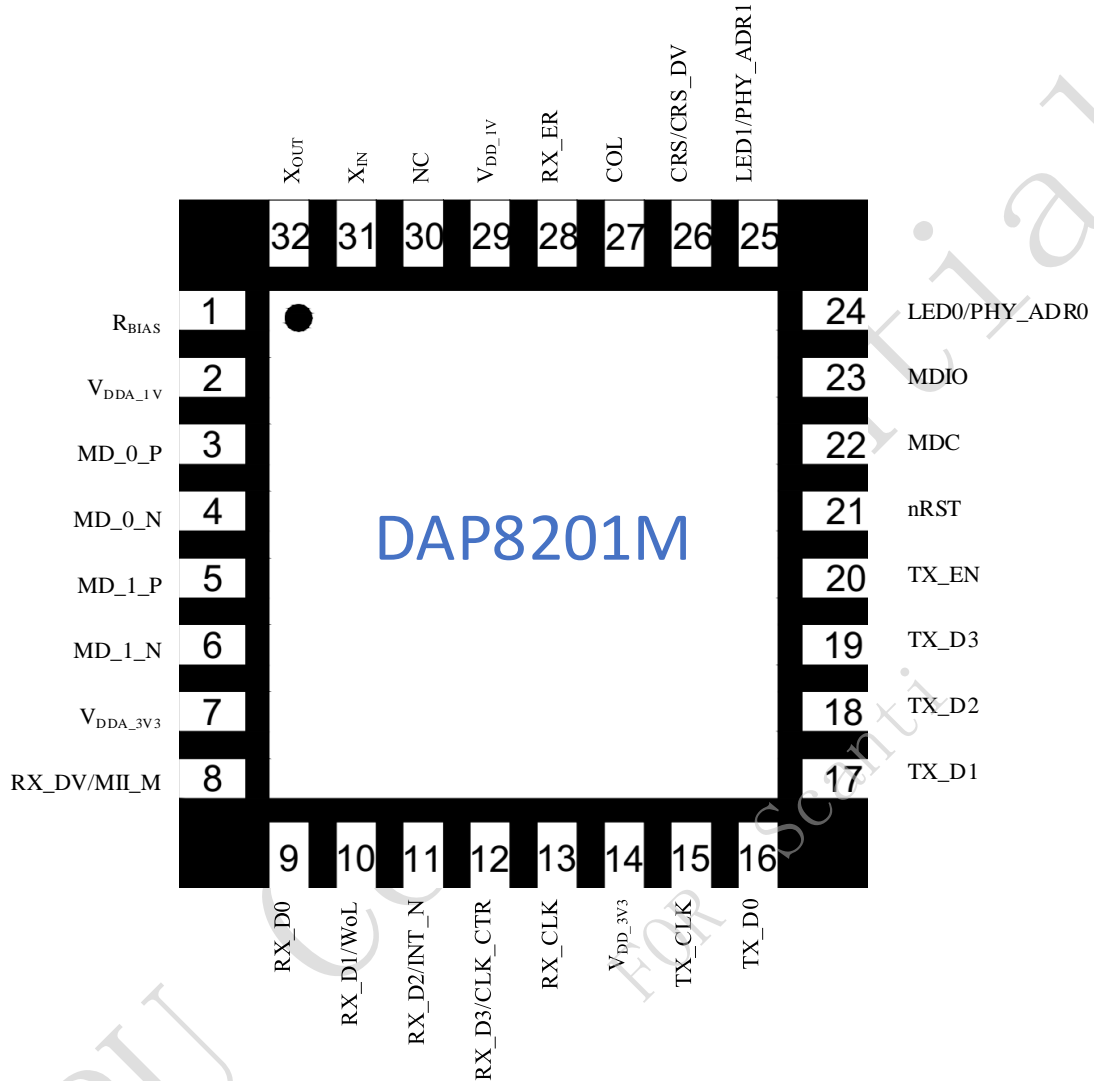 X_OUT
X_IN
NC
V_DD_1V
RX_ER
COL
CRS/CRS_DV
LED1/PHY_ADR1
32 31 30 29 28 27 26 25
R_BIAS 1
V_DDA_1V 2
MD_0_P 3
MD_0_N 4
MD_1_P 5
MD_1_N 6
V_DDA_3V3 7
RX_DV/MII_M 8
DAP8201M
24 LED0/PHY_ADR0
23 MDIO
22 MDC
21 nRST
20 TX_EN
19 TX_D3
18 TX_D2
17 TX_D1
9 10 11 12 13 14 15 16
RX_D0
RX_D1/WoL
RX_D2/INT_N
RX_D3/CLK_CTR
RX_CLK
V_DD_3V3
TX_CLK
TX_D0
FOR Scanti